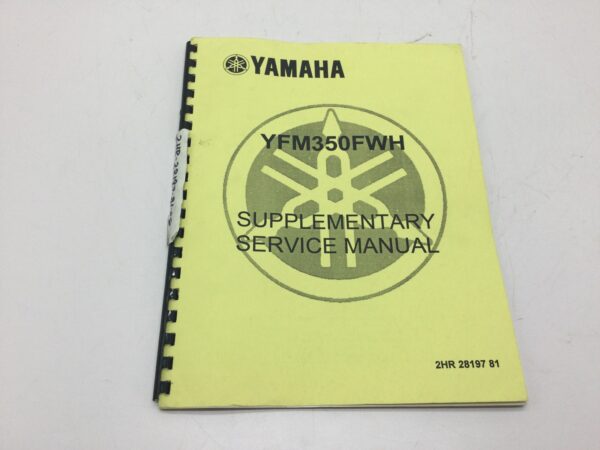 YAMAHA
YFM350FWH
SUPPLEMENTARY
SERVICE MANUAL
2HR 28197 81